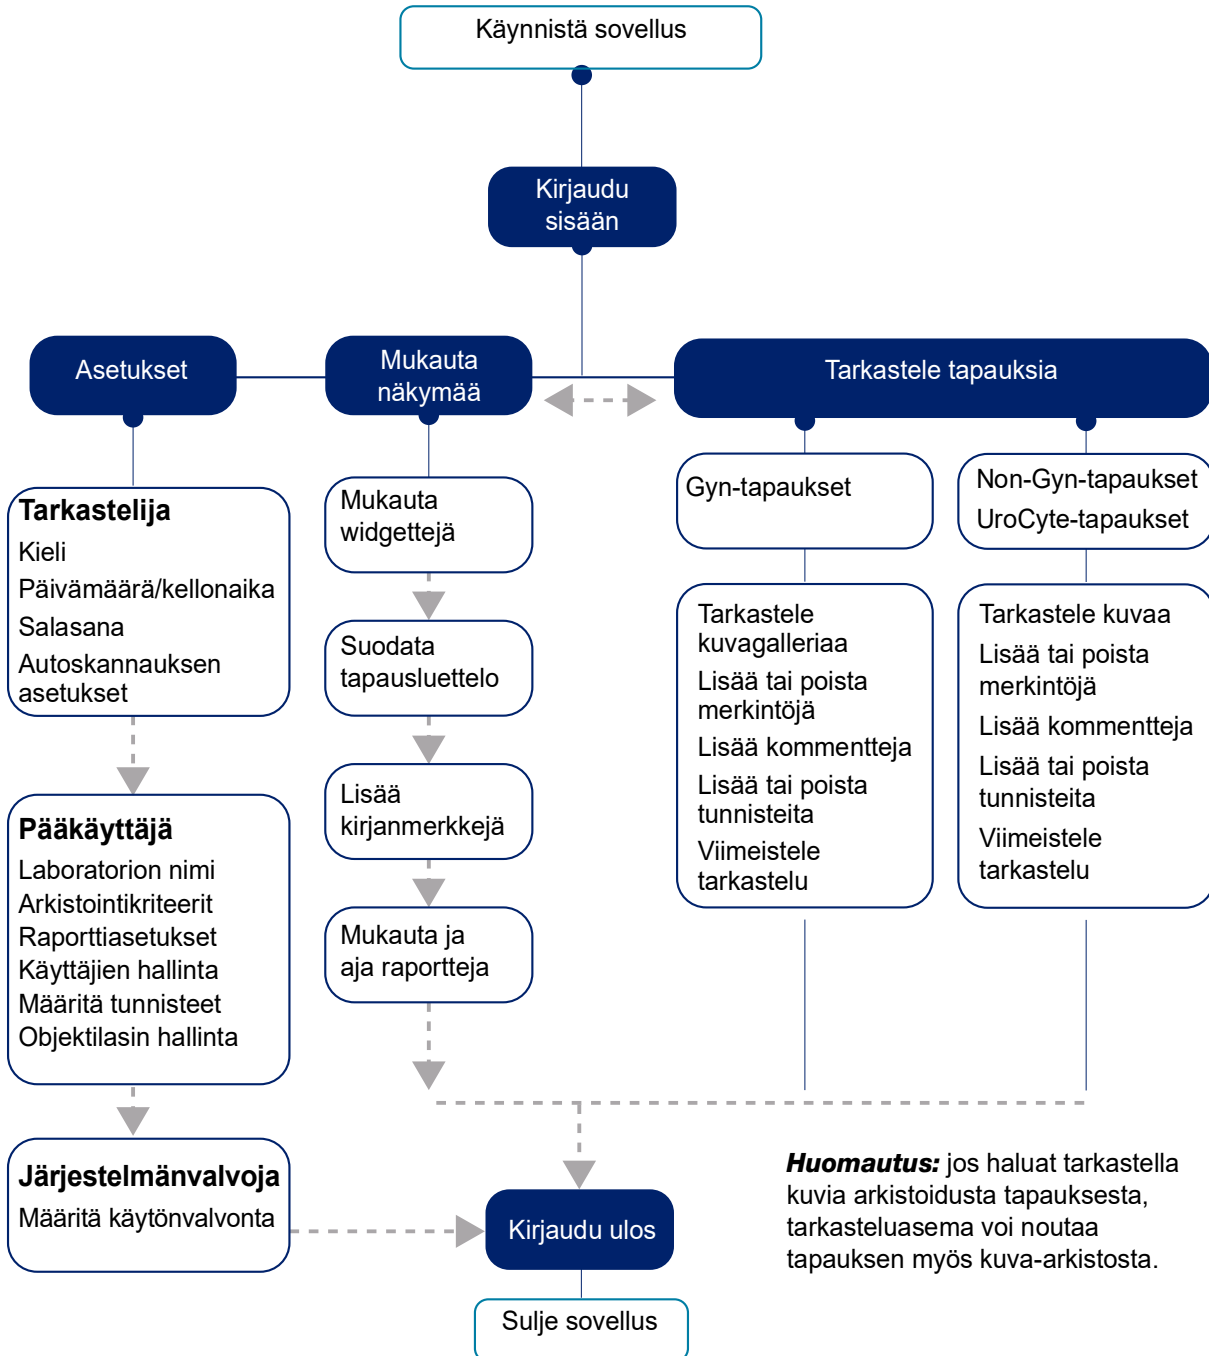 Käynnistä sovellus
Kirjaudu
sisään
Asetukset
Mukauta
näkymää
Tarkastele tapauksia
Tarkastelija
Kieli
Päivämäärä/kellonaika
Salasana
Autoskannauksen
asetukset
Pääkäyttäjä
Laboratorion nimi
Arkistointikriteerit
Raporttiasetukset
Käyttäjien hallinta
Määritä tunnisteet
Objektilasin hallinta
Järjestelmänvalvoja
Määritä käytönvalvonta
Mukauta
widgettejä
Suodata
tapausluettelo
Lisää
kirjanmerkkejä
Mukauta ja
aja raportteja
Gyn-tapaukset
Tarkastele
kuvagalleriaa
Lisää tai poista
merkintöjä
Lisää kommentteja
Lisää tai poista
tunnisteita
Viimeistele
tarkastelu
Non-Gyn-tapaukset
UroCyte-tapaukset
Tarkastele kuvaa
Lisää tai poista
merkintöjä
Lisää kommentteja
Lisää tai poista
tunnisteita
Viimeistele
tarkastelu
Huomautus: jos haluat tarkastella
kuvia arkistoidusta tapauksesta,
tarkasteluasema voi noutaa
tapauksen myös kuva-arkistosta.
Kirjaudu ulos
Sulje sovellus